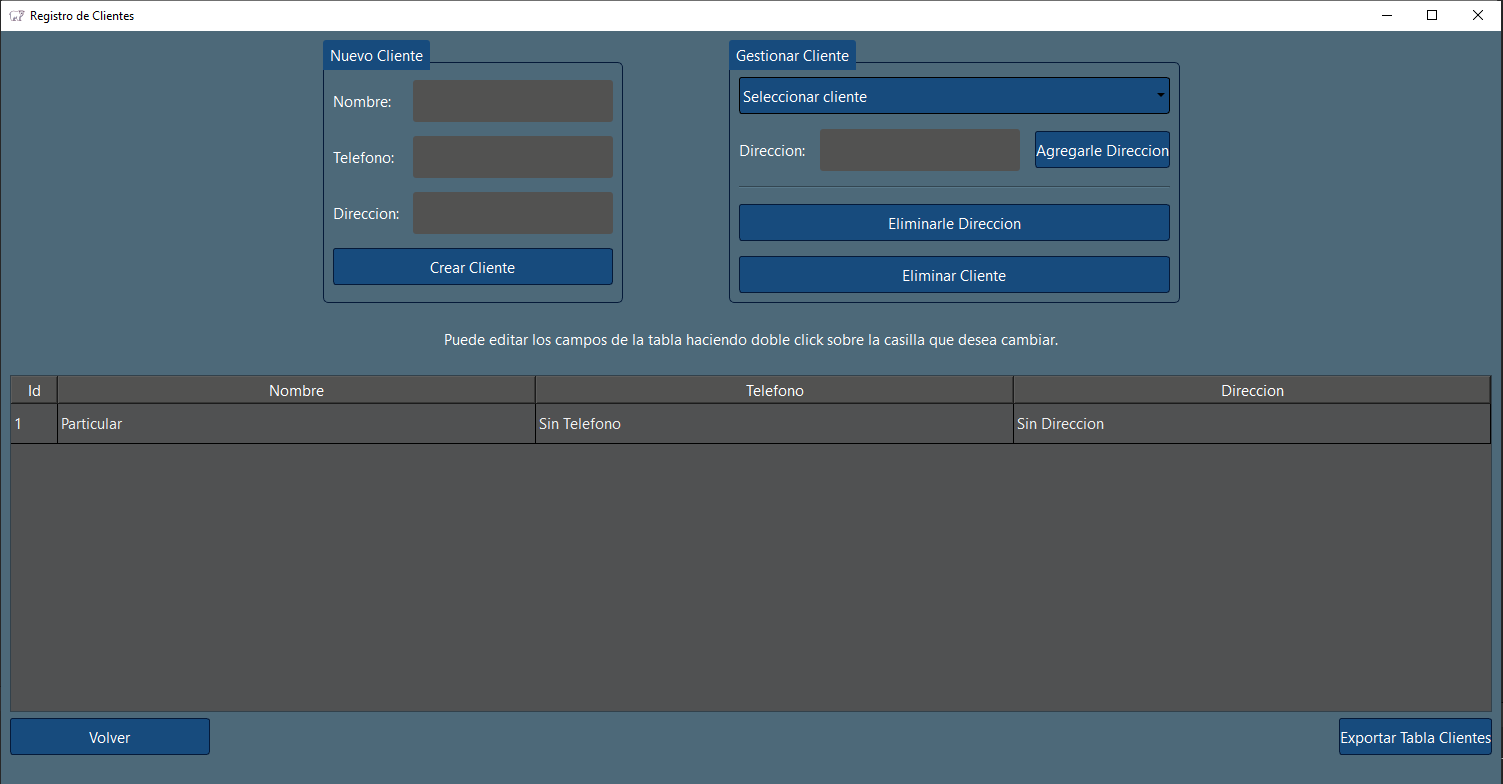 Registro de Clientes
Nuevo Cliente
Nombre:
Telefono:
Direccion:
Crear Cliente
Gestionar Cliente
Seleccionar cliente
Direccion:
Agregarle Direccion
Eliminarle Direccion
Eliminar Cliente
Puede editar los campos de la tabla haciendo doble click sobre la casilla que desea cambiar.
Id Nombre Telefono Direccion
1 Particular Sin Telefono Sin Direccion
Volver
Exportar Tabla Clientes